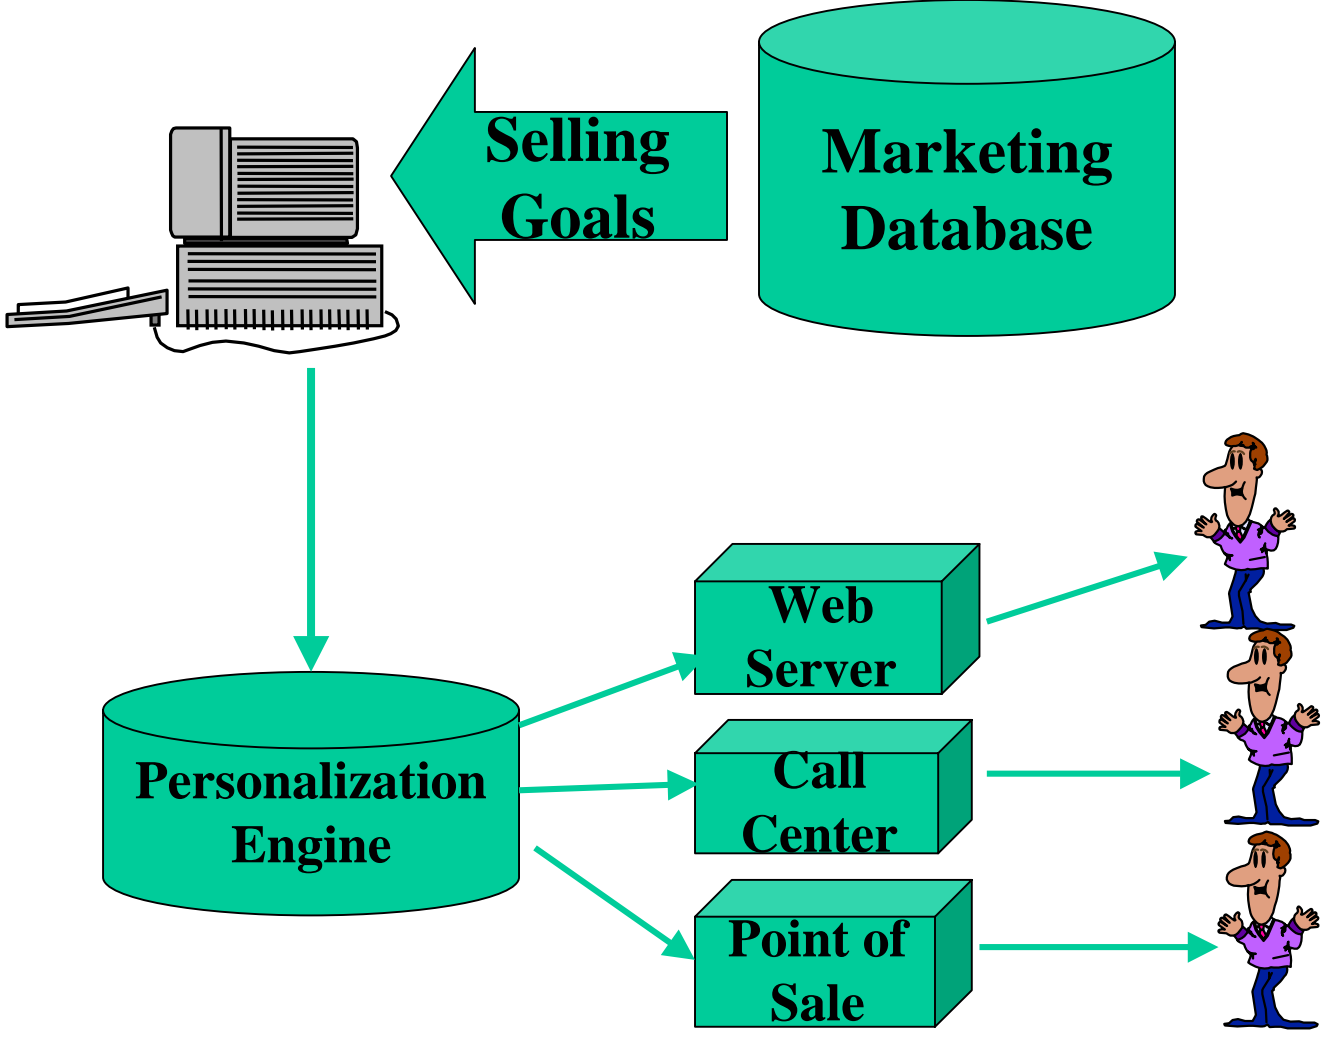 Selling
Goals
Marketing
Database
Web
Server
Personalization
Engine
Call
Center
Point of
Sale